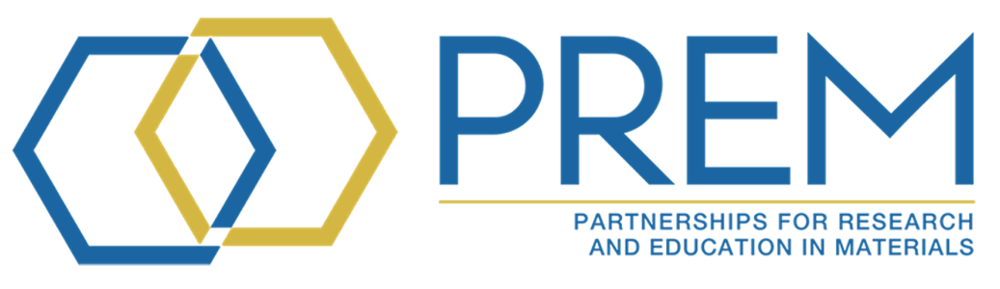 PREM
PARTNERSHIPS FOR RESEARCH
AND EDUCATION IN MATERIALS